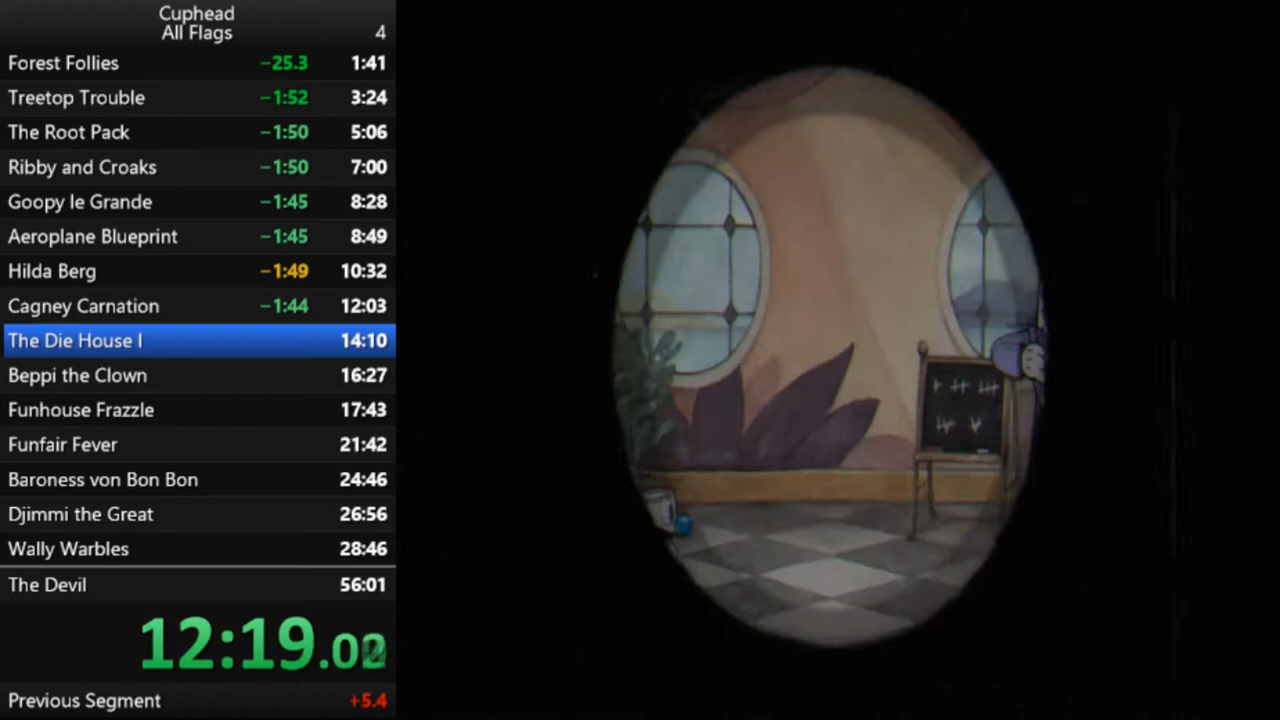 Cuphead
All Flags 4
Forest Follies −25.3 1:41
Treetop Trouble −1:52 3:24
The Root Pack −1:50 5:06
Ribby and Croaks −1:50 7:00
Goopy le Grande −1:45 8:28
Aeroplane Blueprint −1:45 8:49
Hilda Berg −1:49 10:32
Cagney Carnation −1:44 12:03
The Die House I 14:10
Beppi the Clown 16:27
Funhouse Frazzle 17:43
Funfair Fever 21:42
Baroness von Bon Bon 24:46
Djimmi the Great 26:56
Wally Warbles 28:46
The Devil 56:01
12:19.02
Previous Segment +5.4